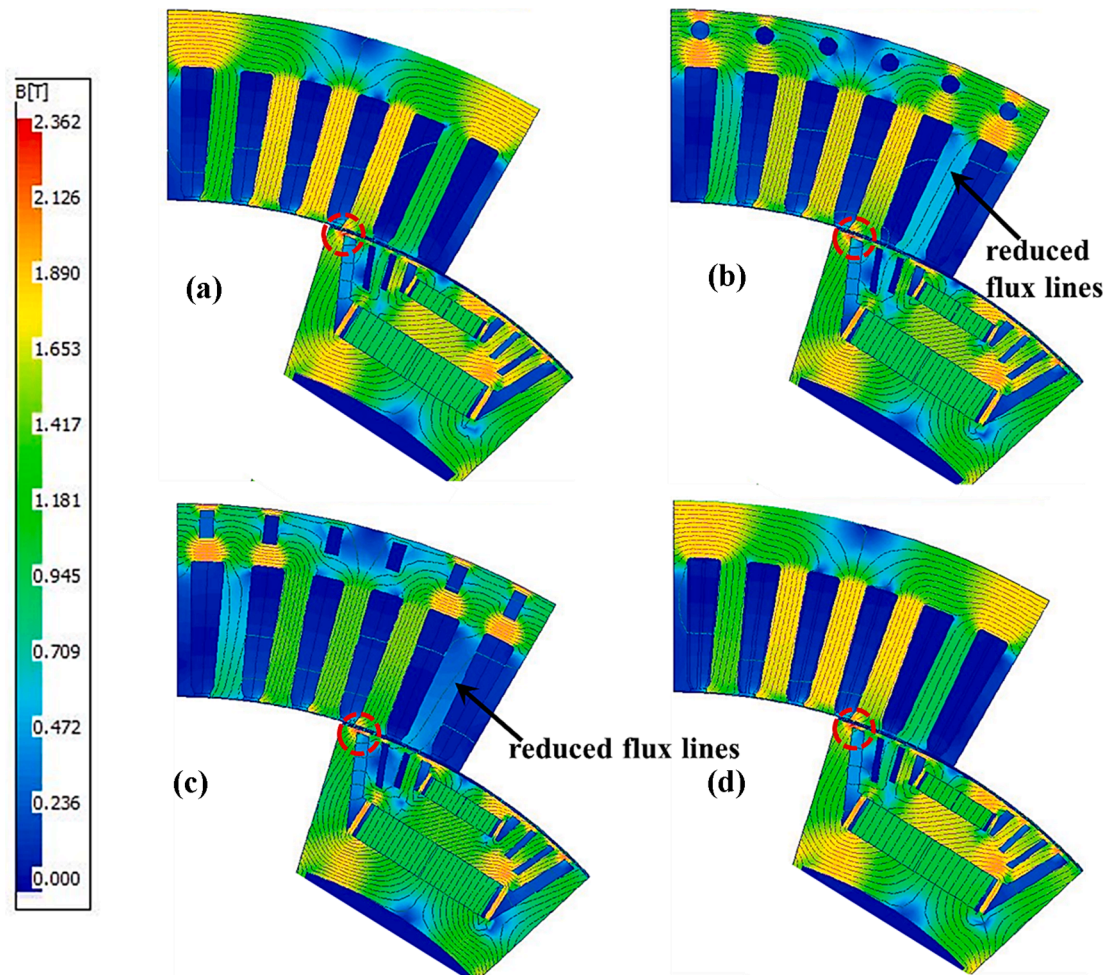 B[T]
2.362
2.126
1.890
1.653
1.417
1.181
0.945
0.709
0.472
0.236
0.000
(a)
(b)
reduced
flux lines
(c)
reduced flux lines
(d)